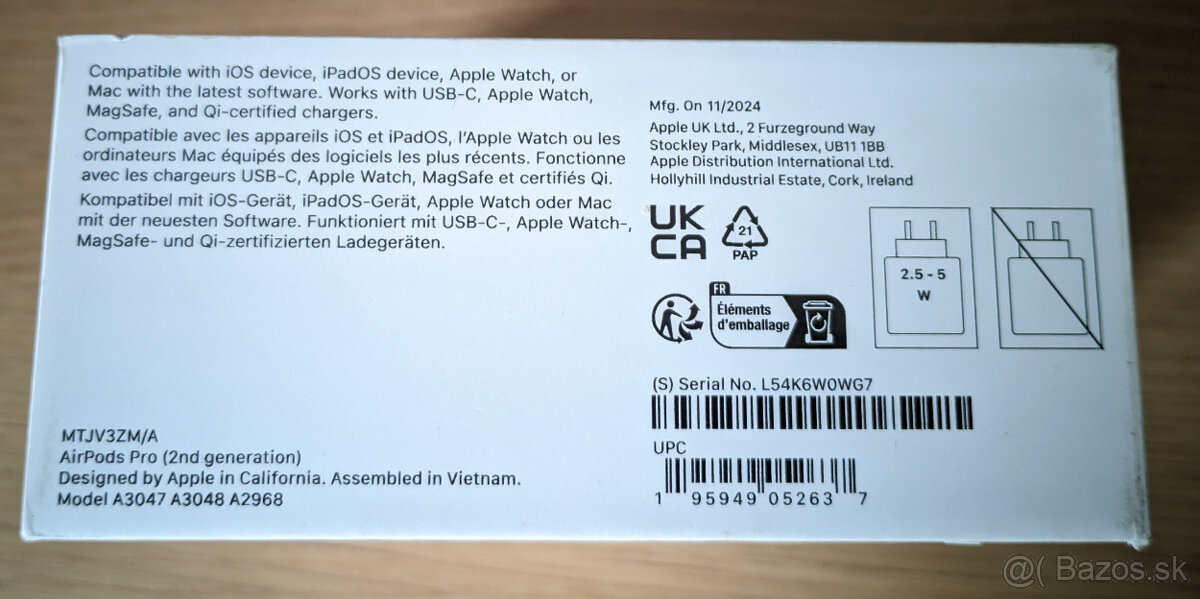 Compatible with iOS device, iPadOS device, Apple Watch, or
Mac with the latest software. Works with USB-C, Apple Watch,
MagSafe, and Qi-certified chargers.
Compatible avec les appareils iOS et iPadOS, l'Apple Watch ou les
ordinateurs Mac équipés des logiciels les plus récents. Fonctionne
avec les chargeurs USB-C, Apple Watch, MagSafe et certifiés Qi.
Kompatibel mit iOS-Gerät, iPadOS-Gerät, Apple Watch oder Mac
mit der neuesten Software. Funktioniert mit USB-C-, Apple Watch-,
MagSafe- und Qi-zertifizierten Ladegeräten.
MTJV3ZM/A
AirPods Pro (2nd generation)
Designed by Apple in California. Assembled in Vietnam.
Model A3047 A3048 A2968
Mfg. On 11/2024
Apple UK Ltd., 2 Furzeground Way
Stockley Park, Middlesex, UB11 1BB
Apple Distribution International Ltd.
Hollyhill Industrial Estate, Cork, Ireland
UK
CA
21
PAP
FR
Éléments
d'emballage
2.5 - 5
W
(S) Serial No. L54K6W0WG7
UPC
1 95949 05263 7
@( Bazos.sk